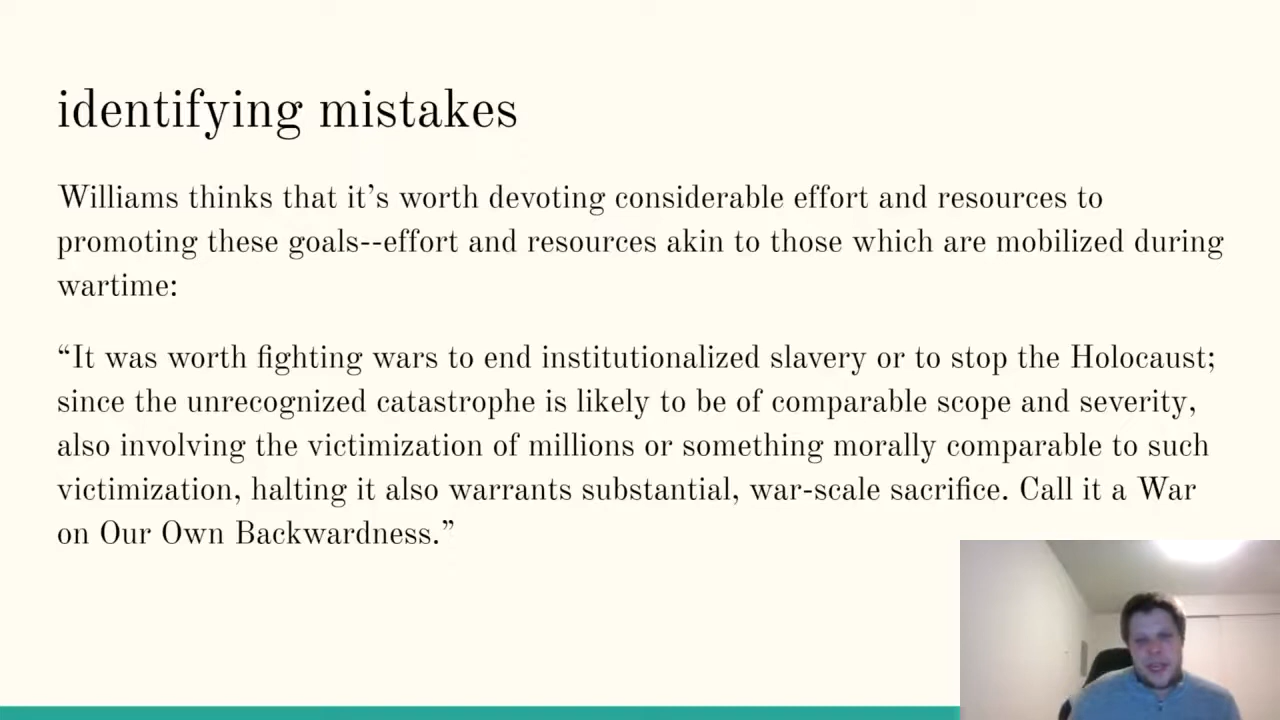 identifying mistakes
Williams thinks that it’s worth devoting considerable effort and resources to
promoting these goals--effort and resources akin to those which are mobilized during
wartime:
“It was worth fighting wars to end institutionalized slavery or to stop the Holocaust;
since the unrecognized catastrophe is likely to be of comparable scope and severity,
also involving the victimization of millions or something morally comparable to such
victimization, halting it also warrants substantial, war-scale sacrifice. Call it a War
on Our Own Backwardness.”